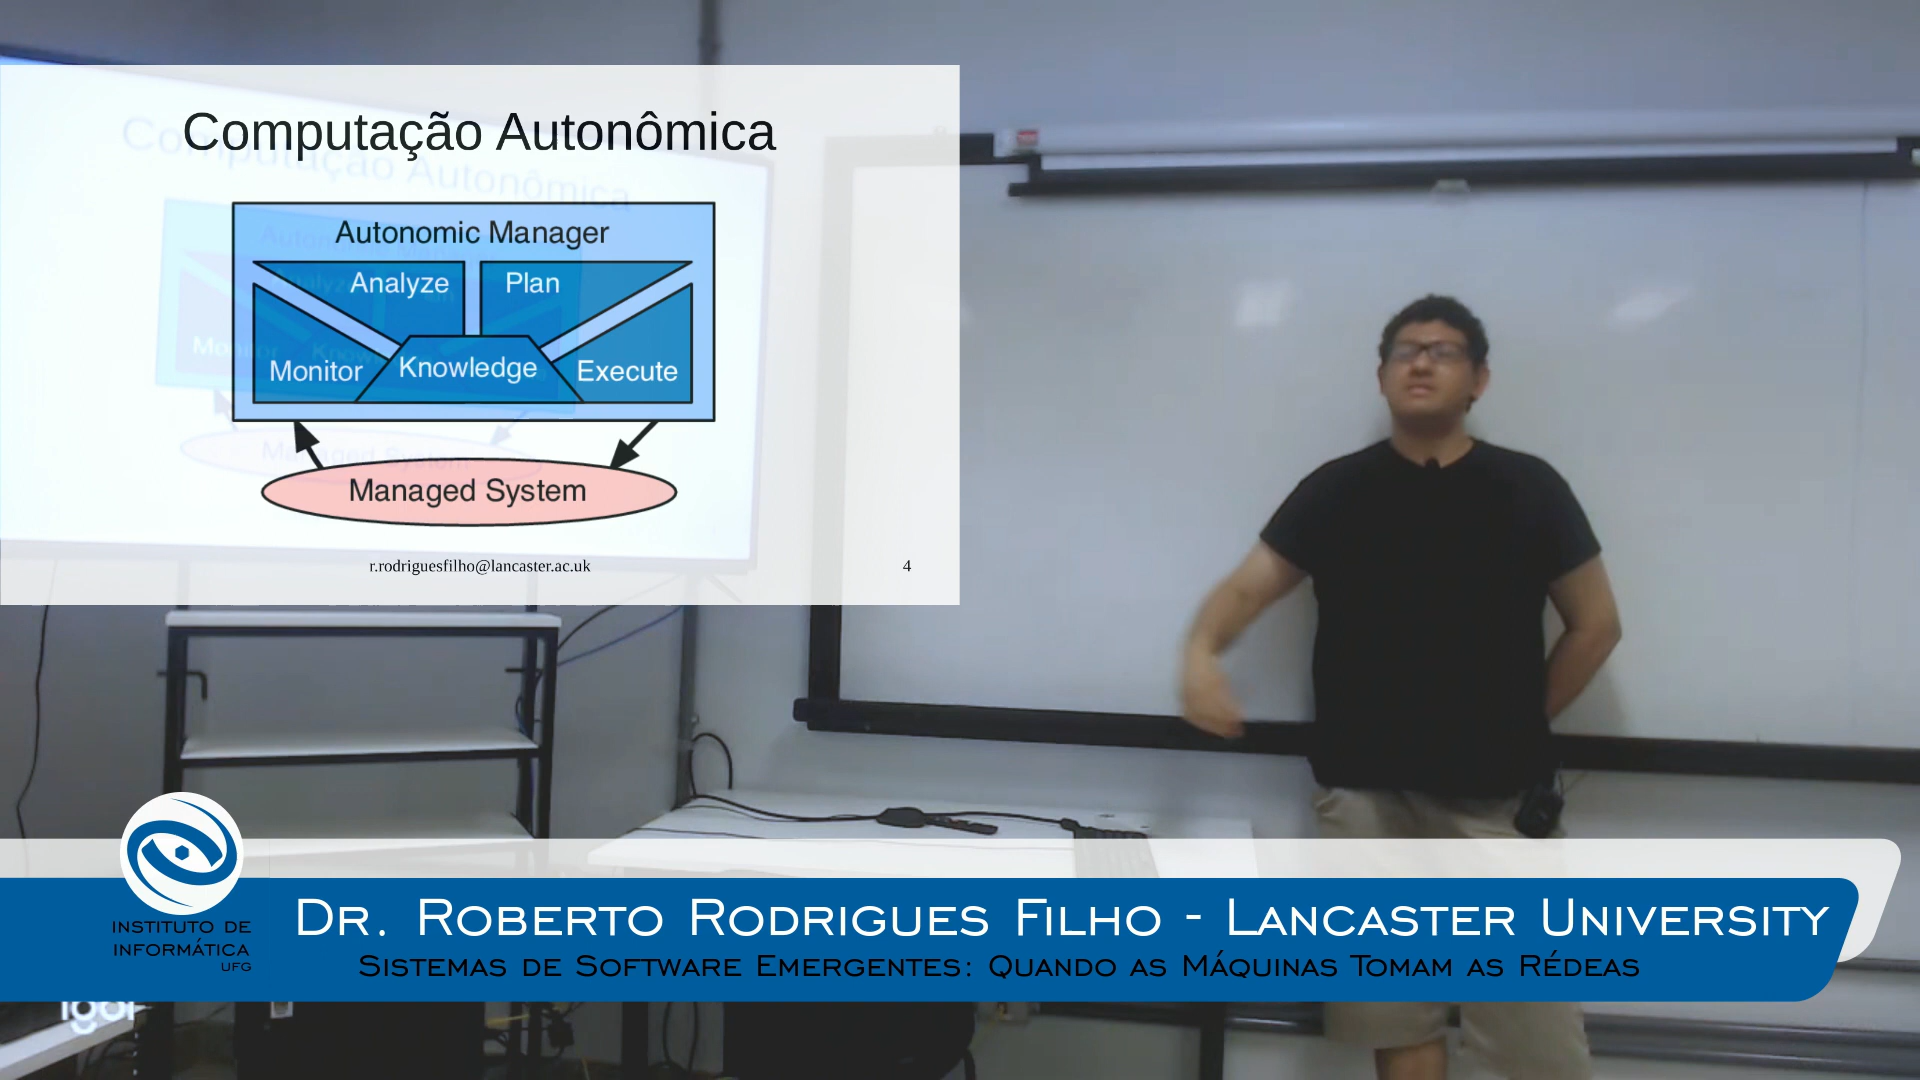 Computação Autonômica
Autonomic Manager
Analyze
Plan
Monitor
Knowledge
Execute
Managed System
r.rodriguesfilho@lancaster.ac.uk
4
INSTITUTO DE
INFORMÁTICA
UFG
Dr. Roberto Rodrigues Filho - Lancaster University
Sistemas de Software Emergentes: Quando as Máquinas Tomam as Rédeas